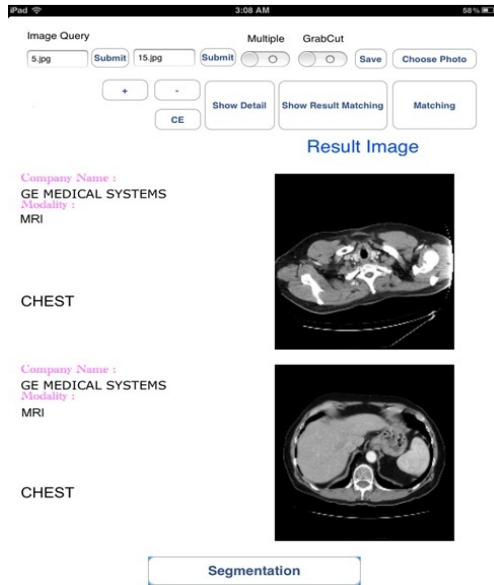 iPad 3:08 AM 58%
Image Query Multiple GrabCut
5.jpg Submit 15.jpg Submit Save Choose Photo
+ - Show Detail Show Result Matching Matching
CE
Result Image
Company Name :
GE MEDICAL SYSTEMS
Modality :
MRI
CHEST
Company Name :
GE MEDICAL SYSTEMS
Modality :
MRI
CHEST
Segmentation